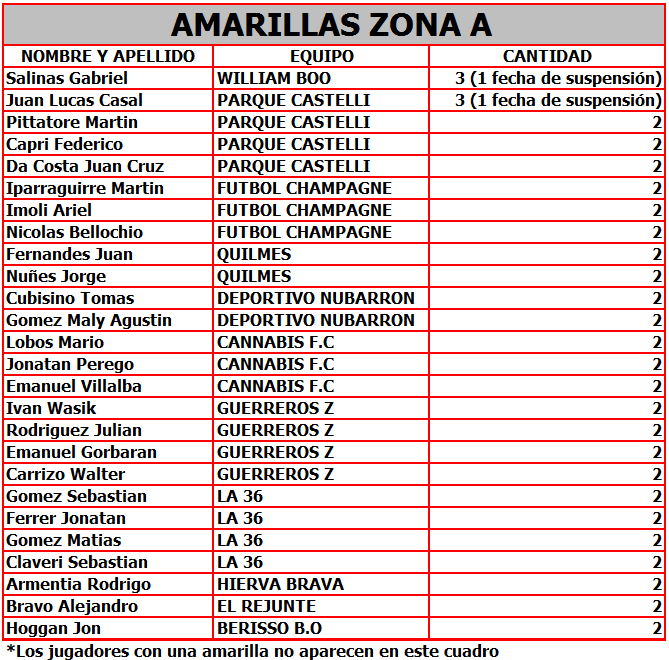 AMARILLAS ZONA A
NOMBRE Y APELLIDO EQUIPO CANTIDAD
Salinas Gabriel WILLIAM BOO 3 (1 fecha de suspensión)
Juan Lucas Casal PARQUE CASTELLI 3 (1 fecha de suspensión)
Pittatore Martin PARQUE CASTELLI 2
Capri Federico PARQUE CASTELLI 2
Da Costa Juan Cruz PARQUE CASTELLI 2
Iparraguirre Martin FUTBOL CHAMPAGNE 2
Imoli Ariel FUTBOL CHAMPAGNE 2
Nicolas Bellochio FUTBOL CHAMPAGNE 2
Fernandes Juan QUILMES 2
Nuñes Jorge QUILMES 2
Cubisino Tomas DEPORTIVO NUBARRON 2
Gomez Maly Agustin DEPORTIVO NUBARRON 2
Lobos Mario CANNABIS F.C 2
Jonatan Perego CANNABIS F.C 2
Emanuel Villalba CANNABIS F.C 2
Ivan Wasik GUERREROS Z 2
Rodriguez Julian GUERREROS Z 2
Emanuel Gorbaran GUERREROS Z 2
Carrizo Walter GUERREROS Z 2
Gomez Sebastian LA 36 2
Ferrer Jonatan LA 36 2
Gomez Matias LA 36 2
Claveri Sebastian LA 36 2
Armentia Rodrigo HIERVA BRAVA 2
Bravo Alejandro EL REJUNTE 2
Hoggan Jon BERISSO B.O 2
*Los jugadores con una amarilla no aparecen en este cuadro